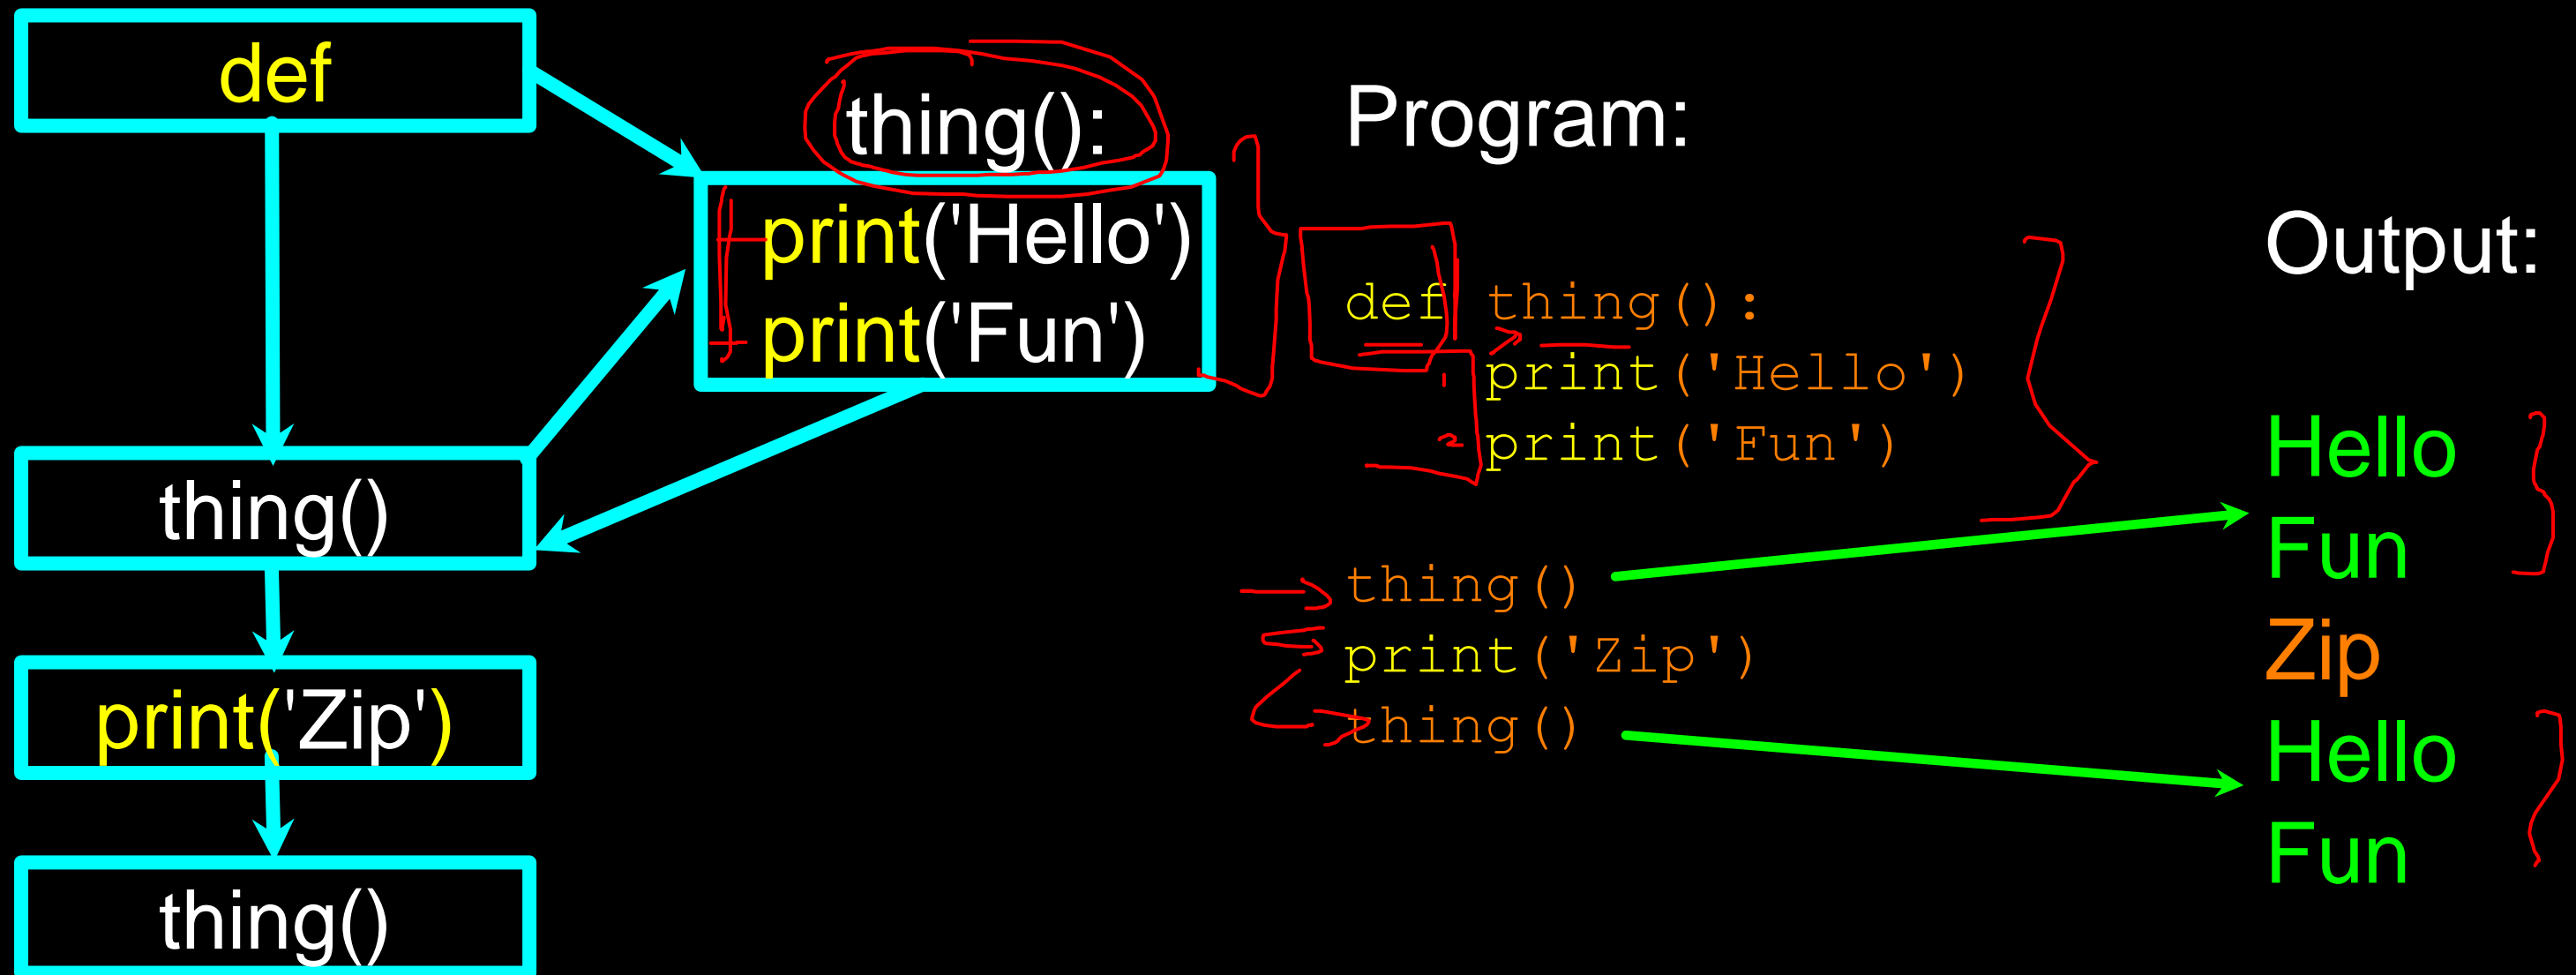 def
thing():
print('Hello')
print('Fun')
thing()
print('Zip')
thing()
Program:
def thing():
print('Hello')
print('Fun')
thing()
print('Zip')
thing()
Output:
Hello
Fun
Zip
Hello
Fun